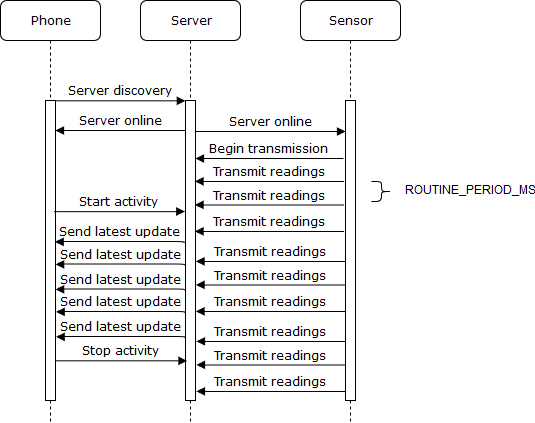 Phone Server Sensor
Server discovery
Server online Server online
Begin transmission
Transmit readings
ROUTINE_PERIOD_MS
Transmit readings
Start activity
Transmit readings
Send latest update
Send latest update Transmit readings
Send latest update Transmit readings
Send latest update Transmit readings
Send latest update Transmit readings
Stop activity Transmit readings
Transmit readings